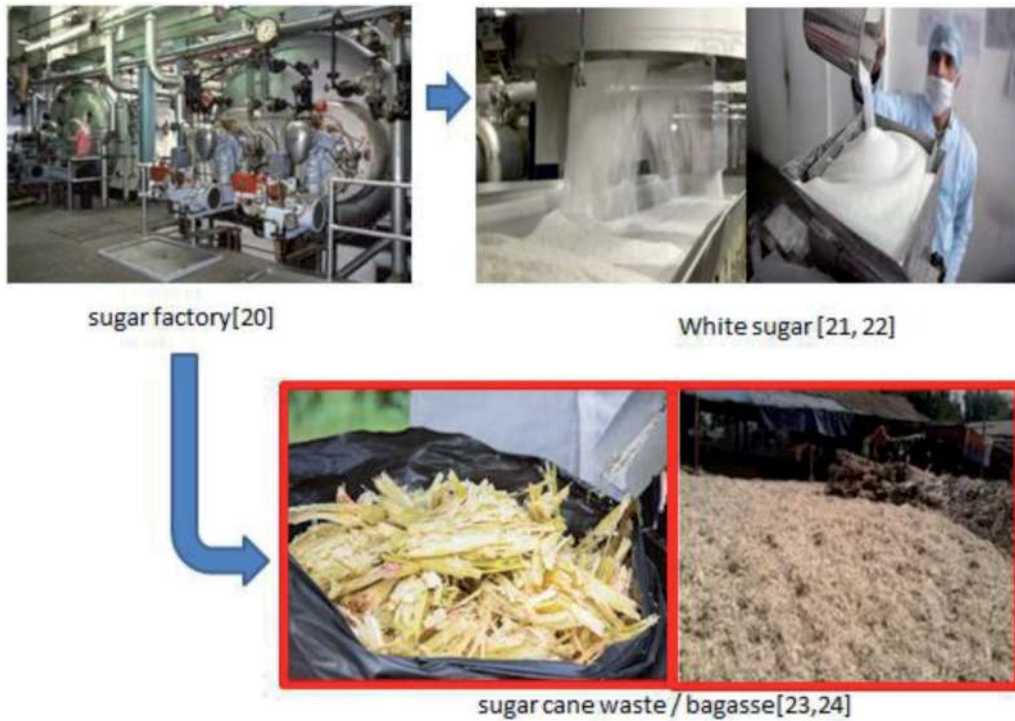 sugar factory[20]
White sugar [21, 22]
sugar cane waste / bagasse[23,24]